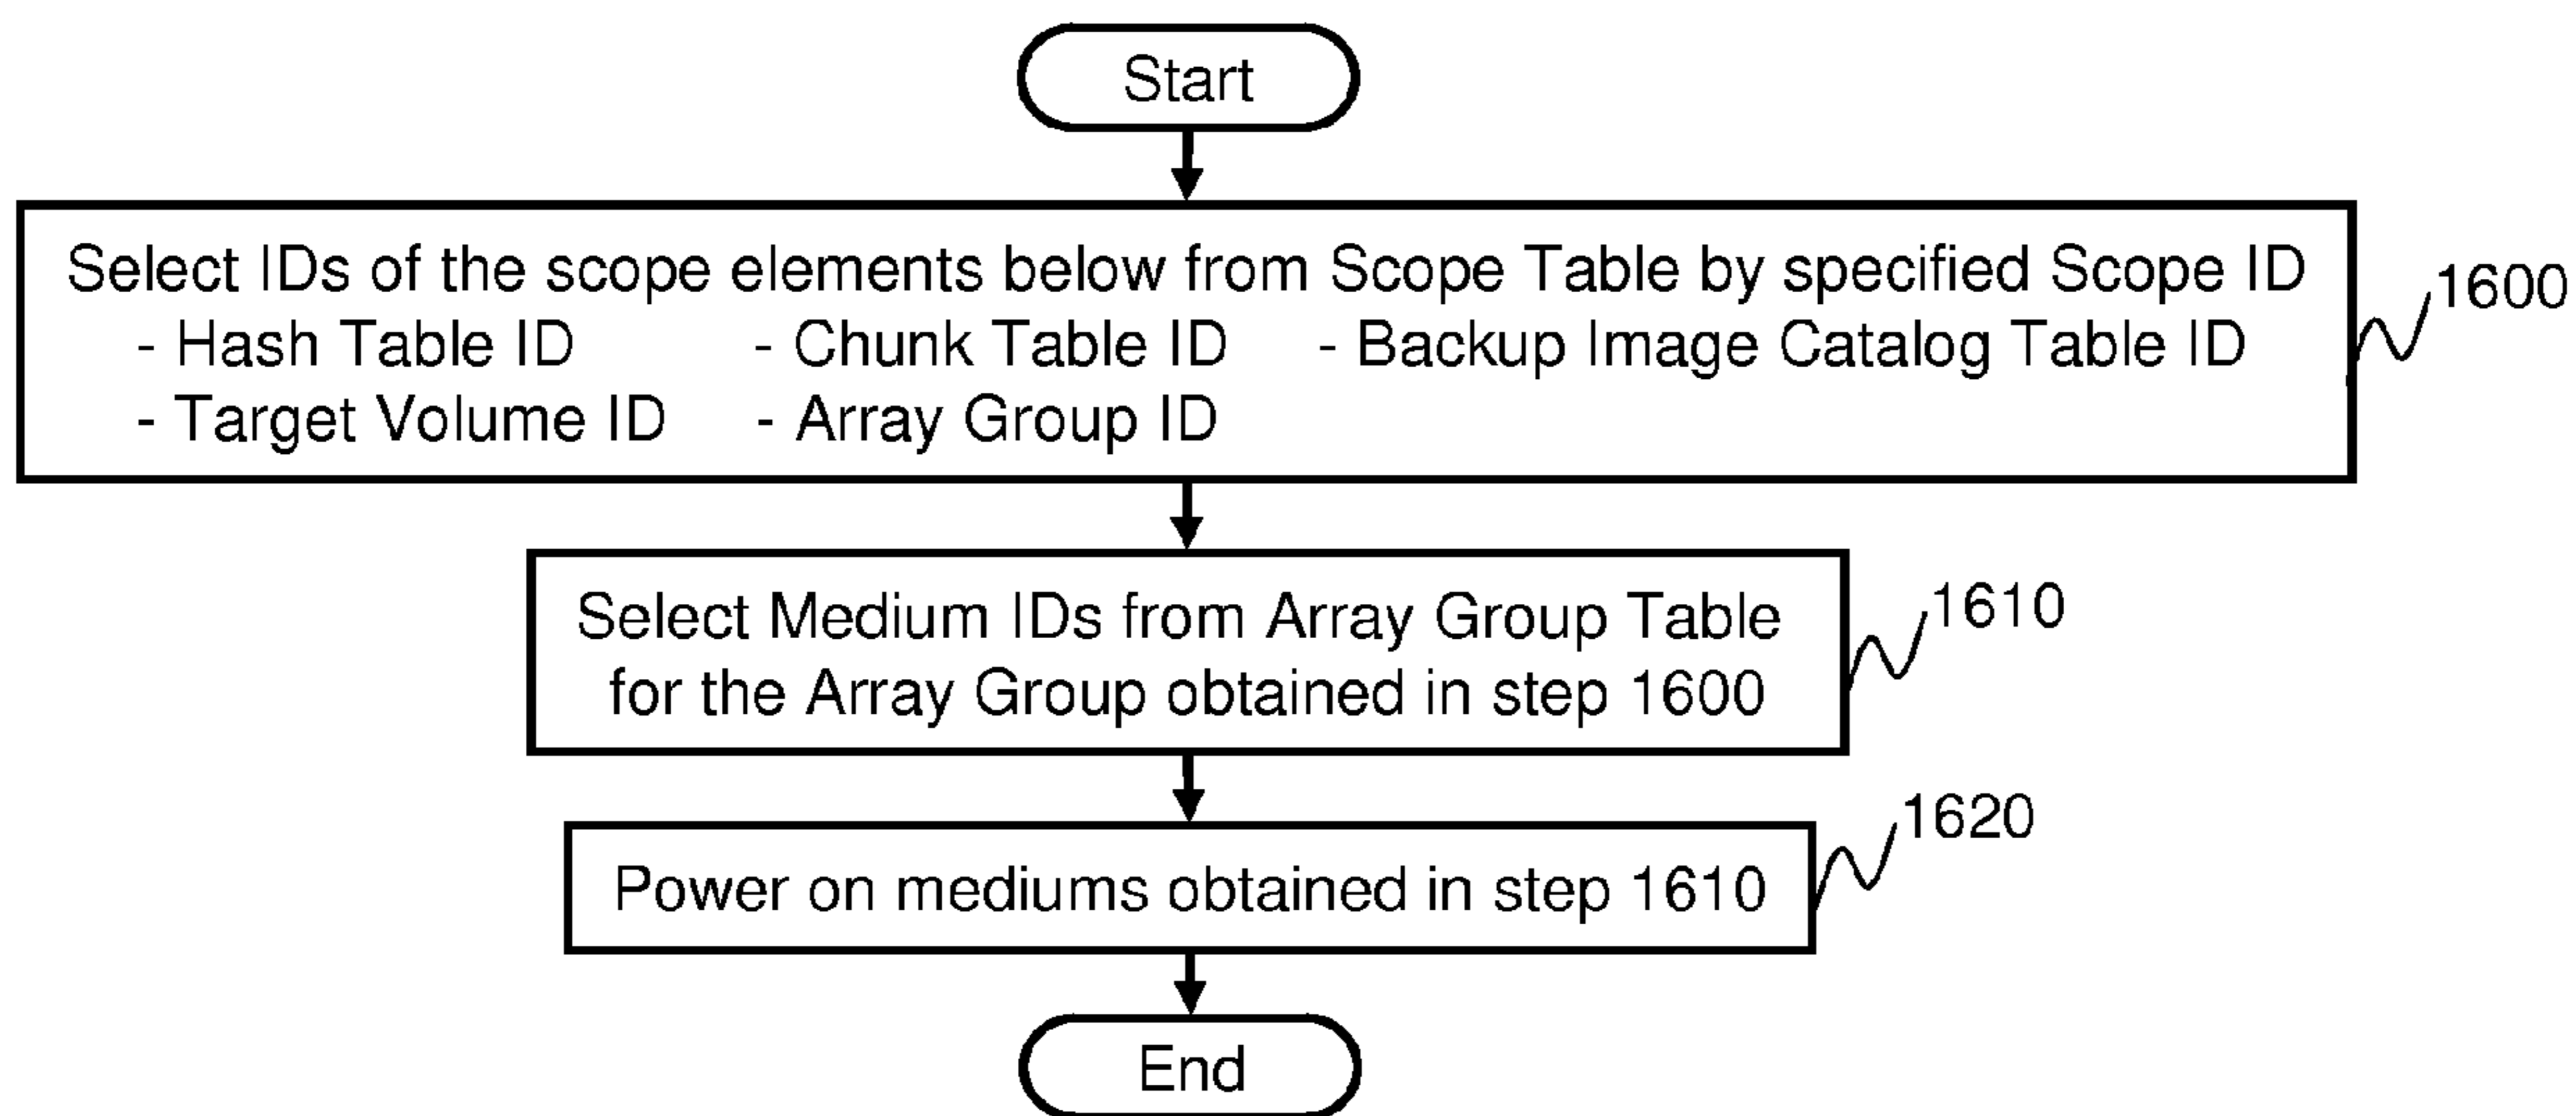 Start
Select IDs of the scope elements below from Scope Table by specified Scope ID
- Hash Table ID - Chunk Table ID - Backup Image Catalog Table ID
- Target Volume ID - Array Group ID
1600
Select Medium IDs from Array Group Table
for the Array Group obtained in step 1600
1610
Power on mediums obtained in step 1610
1620
End